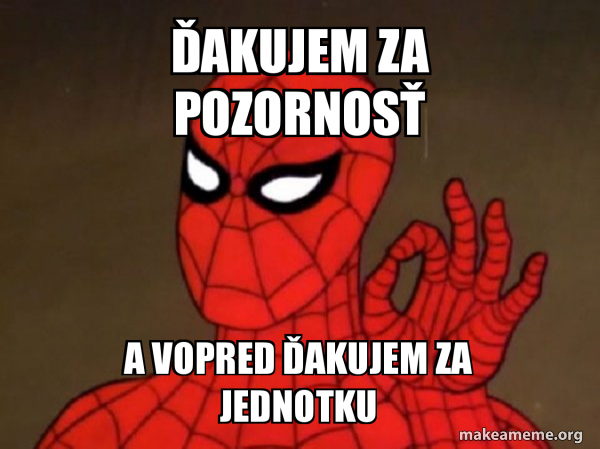 ĎAKUJEM ZA
POZORNOSŤ
A VOPRED ĎAKUJEM ZA
JEDNOTKU
makeameme.org